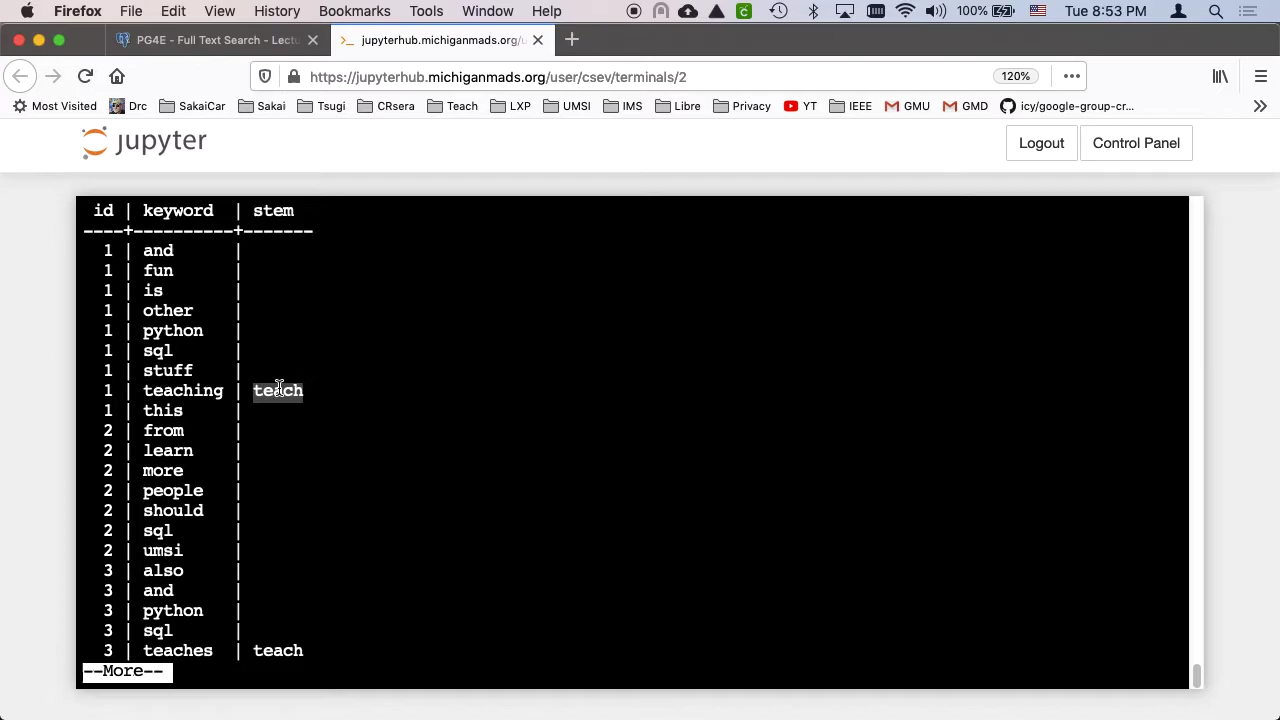 Firefox File Edit View History Bookmarks Tools Window Help 100% Tue 8:53 PM
PG4E - Full Text Search - Lectu jupyterhub.michiganmads.org/u
https://jupyterhub.michiganmads.org/user/csev/terminals/2 120%
Most Visited Drc SakaiCar Sakai Tsugi CRsera Teach LXP UMSI IMS Libre Privacy YT IEEE GMU GMD icy/google-group-cr...
jupyter Logout Control Panel
id | keyword | stem
----+----------+-------
1 | and |
1 | fun |
1 | is |
1 | other |
1 | python |
1 | sql |
1 | stuff |
1 | teaching | teach
1 | this |
2 | from |
2 | learn |
2 | more |
2 | people |
2 | should |
2 | sql |
2 | umsi |
3 | also |
3 | and |
3 | python |
3 | sql |
3 | teaches | teach
--More--